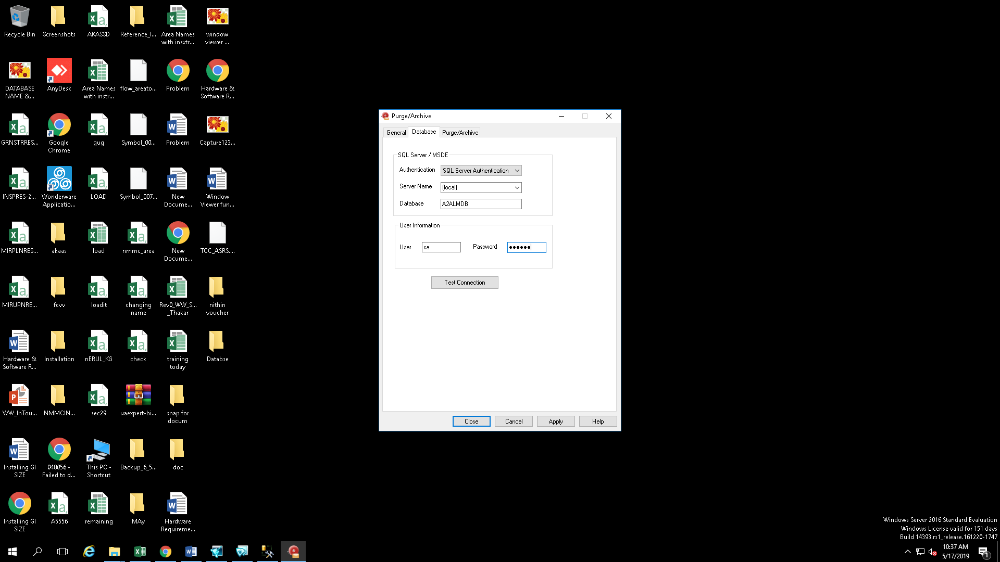 Recycle Bin
Screenshots
AKASSD
Reference_I...
Area Names
with insxtr...
window
viewer ...
DATABASE
NAME &...
AnyDesk
Area Names
with instr...
flow_areato...
Problem
Hardware &
Software R...
GRNSTRRES...
Google
Chrome
gug
Symbol_00...
Problem
Capture123...
INSPRES-2...
Wonderware
Applicatio...
LOAD
Symbol_007...
New
Docume...
Window
Viewer fun...
MIRPLNRES...
akaas
load
nmmc_area
New
Docume...
TCC_ASRS....
MIRUPNRE...
fcvv
loadit
changing
name
Rev0_WW_S...
_Thakar
nithin
voucher
Hardware &
Software R...
Installation
nERUL_KG
check
training
today
Databse
WW_InTou...
NMMCIN...
sec29
uaexpert-bi...
snap for
docum
Installing GI
SIZE
048056 -
Failed to d...
This PC -
Shortcut
Backup_6_5...
doc
Installing GI
SIZE
A5556
remaining
MAy
Hardware
Requireme...
Purge/Archive
General
Database
Purge/Archive
SQL Server / MSDE
Authentication
SQL Server Authentication
Server Name
(local)
Database
A2ALMDB
User Information
User
sa
Password
●●●●●●
Test Connection
Close
Cancel
Apply
Help
Windows Server 2016 Standard Evaluation
Windows License valid for 151 days
Build 14393.rs1_release.161220-1747
10:37 AM
5/17/2019
1